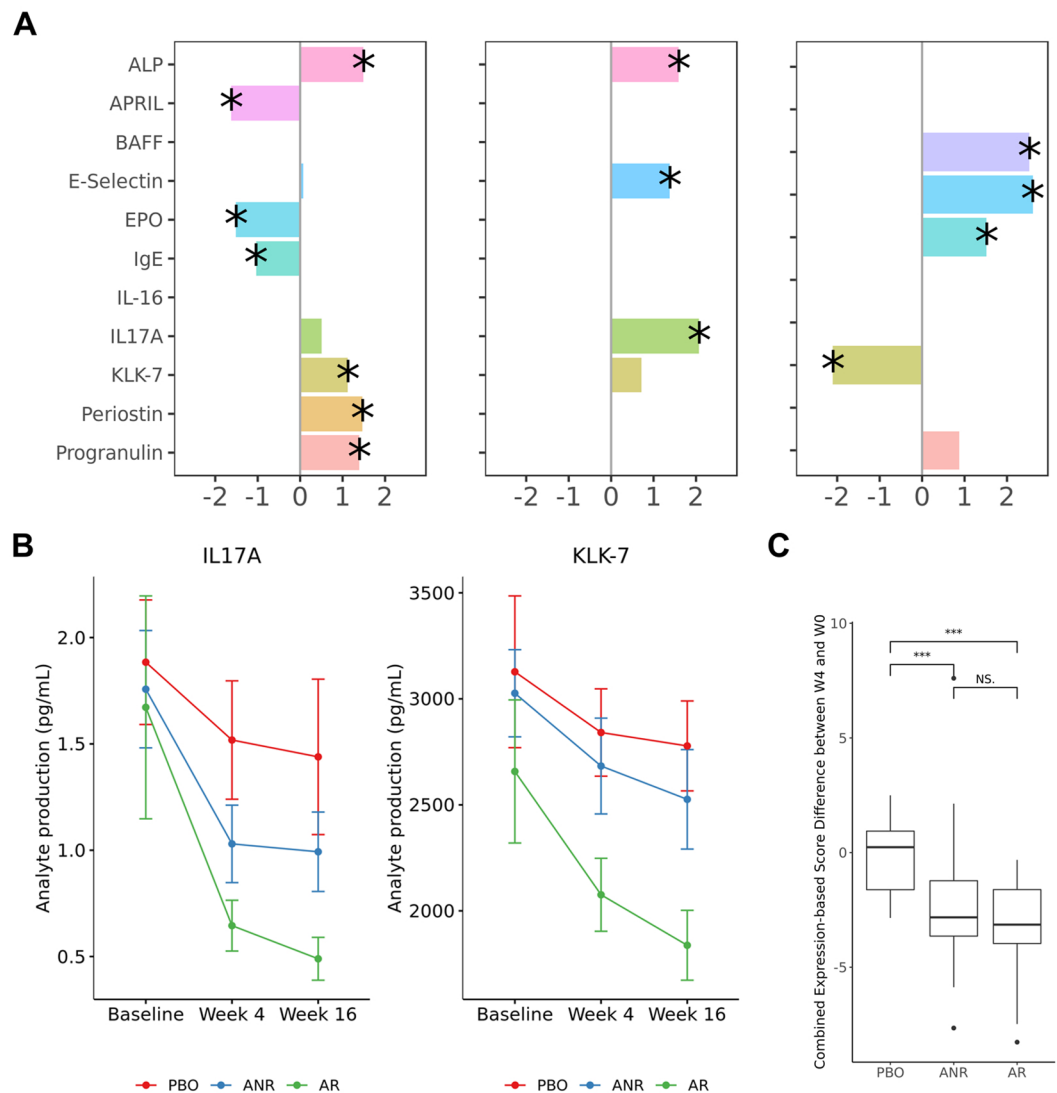 A
ALP
APRIL
BAFF
E-Selectin
EPO
IgE
IL-16
IL17A
KLK-7
Periostin
Progranulin
* * * * * * * *
* * *
* * * *
-2 -1 0 1 2
-2 -1 0 1 2
-2 -1 0 1 2
B
IL17A
Analyte production (pg/mL)
2.0
1.5
1.0
0.5
Baseline Week 4 Week 16
PBO ANR AR
KLK-7
Analyte production (pg/mL)
3500
3000
2500
2000
Baseline Week 4 Week 16
PBO ANR AR
C
Combined Expression-based Score Difference between W4 and W0
10
5
0
-5
***
***
NS.
PBO ANR AR